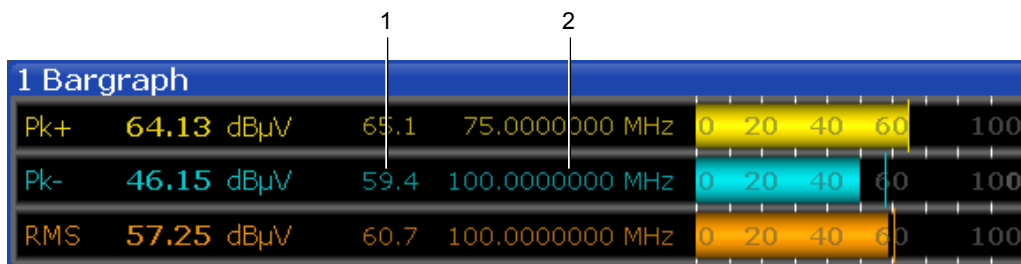 1 2
1 Bargraph
Pk+ 64.13 dBµV 65.1 75.0000000 MHz 0 20 40 60 100
Pk- 46.15 dBµV 59.4 100.0000000 MHz 0 20 40 60 100
RMS 57.25 dBµV 60.7 100.0000000 MHz 0 20 40 60 100